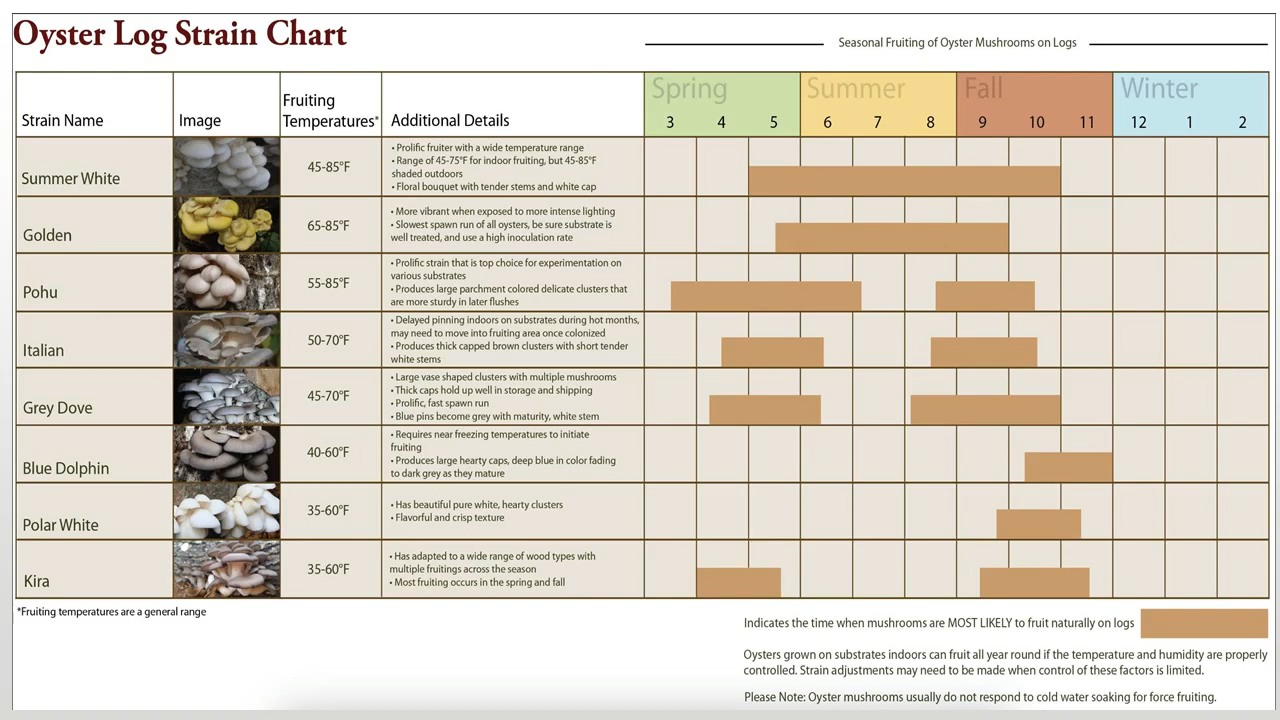 Oyster Log Strain Chart
Seasonal Fruiting of Oyster Mushrooms on Logs
Strain Name
Image
Fruiting
Temperatures*
Additional Details
Spring
Summer
Fall
Winter
3 4 5 6 7 8 9 10 11 12 1 2
Summer White
45-85°F
• Prolific fruiter with a wide temperature range
• Range of 45-75°F for indoor fruiting, but 45-85°F
shaded outdoors
• Floral bouquet with tender stems and white cap
Golden
65-85°F
• More vibrant when exposed to more intense lighting
• Slowest spawn run of all oysters, be sure substrate is
well treated, and use a high inoculation rate
Pohu
55-85°F
• Prolific strain that is top choice for experimentation on
various substrates
• Produces large parchment colored delicate clusters that
are more sturdy in later flushes
Italian
50-70°F
• Delayed pinning indoors on substrates during hot months,
may need to move into fruiting area once colonized
• Produces thick capped brown clusters with short tender
white stems
Grey Dove
45-70°F
• Large vase shaped clusters with multiple mushrooms
• Thick caps hold up well in storage and shipping
• Prolific, fast spawn run
• Blue pins become grey with maturity, white stem
Blue Dolphin
40-60°F
• Requires near freezing temperatures to initiate
fruiting
• Produces large hearty caps, deep blue in color fading
to dark grey as they mature
Polar White
35-60°F
• Has beautiful pure white, hearty clusters
• Flavorful and crisp texture
Kira
35-60°F
• Has adapted to a wide range of wood types with
multiple fruitings across the season
• Most fruiting occurs in the spring and fall
*Fruiting temperatures are a general range
Indicates the time when mushrooms are MOST LIKELY to fruit naturally on logs
Oysters grown on substrates indoors can fruit all year round if the temperature and humidity are properly
controlled. Strain adjustments may need to be made when control of these factors is limited.
Please Note: Oyster mushrooms usually do not respond to cold water soaking for force fruiting.